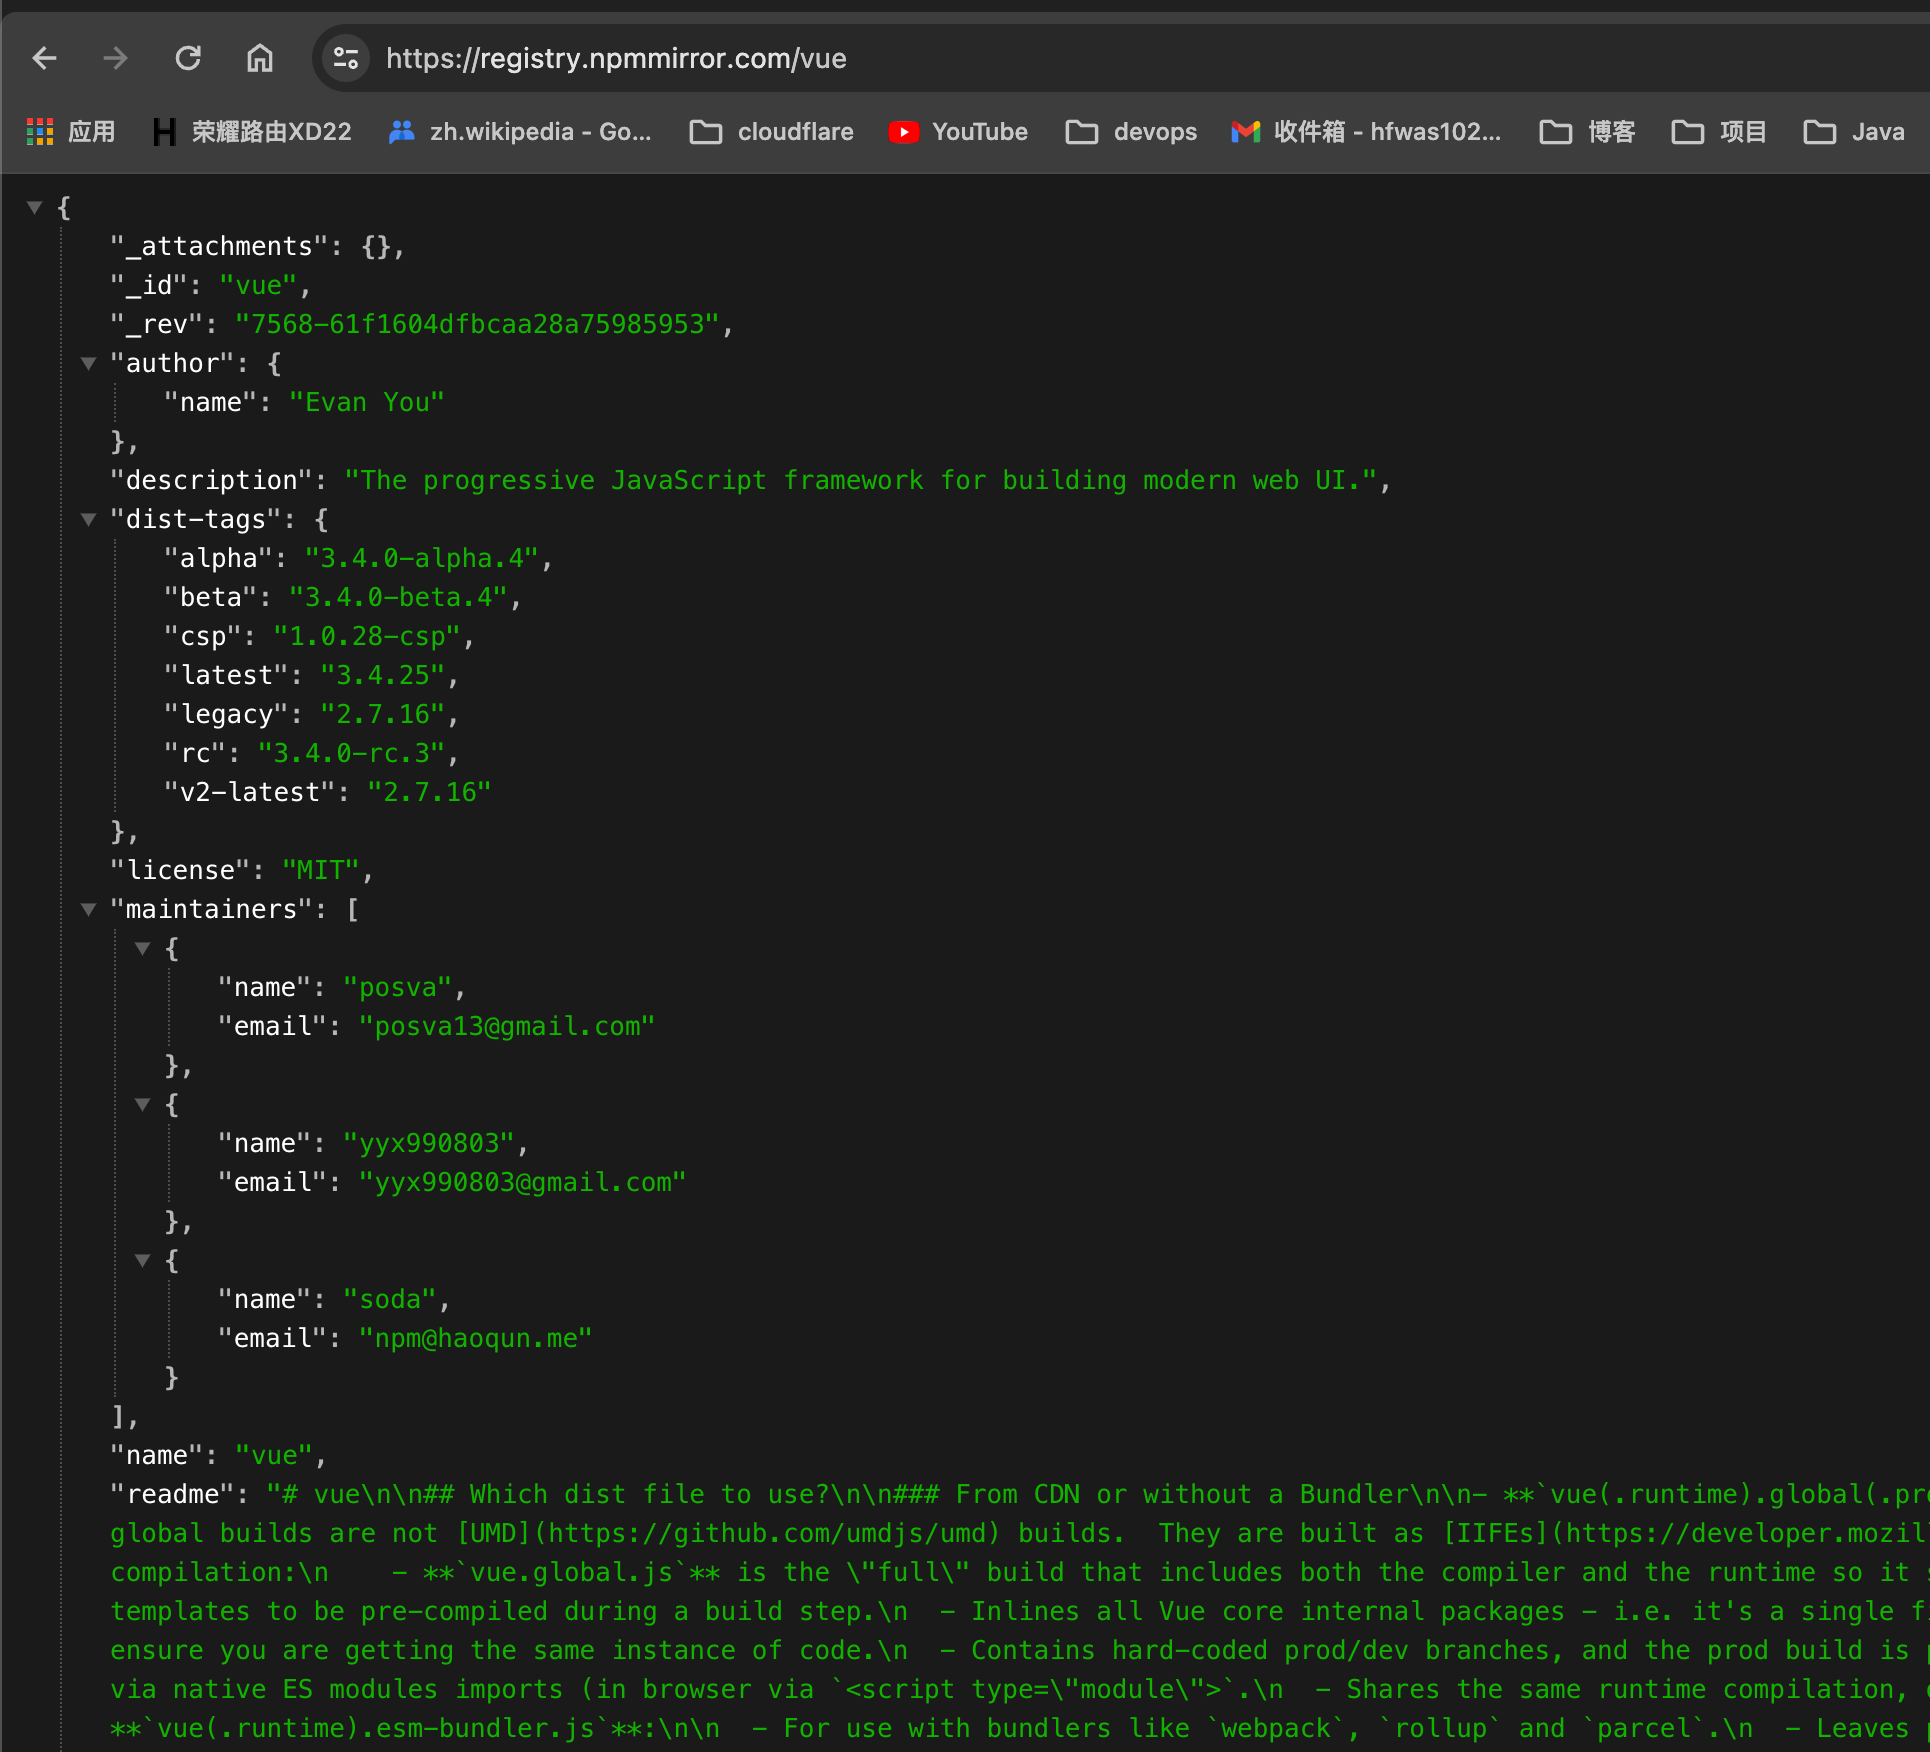 https://registry.npmmirror.com/vue
应用 荣耀路由XD22 zh.wikipedia - Go... cloudflare YouTube devops 收件箱 - hfwas102... 博客 项目 Java
{
"_attachments": {},
"_id": "vue",
"_rev": "7568-61f1604dfbcaa28a75985953",
"author": {
"name": "Evan You"
},
"description": "The progressive JavaScript framework for building modern web UI.",
"dist-tags": {
"alpha": "3.4.0-alpha.4",
"beta": "3.4.0-beta.4",
"csp": "1.0.28-csp",
"latest": "3.4.25",
"legacy": "2.7.16",
"rc": "3.4.0-rc.3",
"v2-latest": "2.7.16"
},
"license": "MIT",
"maintainers": [
{
"name": "posva",
"email": "posva13@gmail.com"
},
{
"name": "yyx990803",
"email": "yyx990803@gmail.com"
},
{
"name": "soda",
"email": "npm@haoqun.me"
}
],
"name": "vue",
"readme": "# vue\n\n## Which dist file to use?\n\n### From CDN or without a Bundler\n\n- **`vue(.runtime).global(.pro
global builds are not [UMD](https://github.com/umdjs/umd) builds.  They are built as [IIFEs](https://developer.mozil
compilation:\n    - **`vue.global.js`** is the \"full\" build that includes both the compiler and the runtime so it
templates to be pre-compiled during a build step.\n  - Inlines all Vue core internal packages - i.e. it's a single
ensure you are getting the same instance of code.\n  - Contains hard-coded prod/dev branches, and the prod build is
via native ES modules imports (in browser via `<script type=\"module\">`.\n  - Shares the same runtime compilation,
**`vue(.runtime).esm-bundler.js`**:\n\n  - For use with bundlers like `webpack`, `rollup` and `parcel`.\n  - Leaves